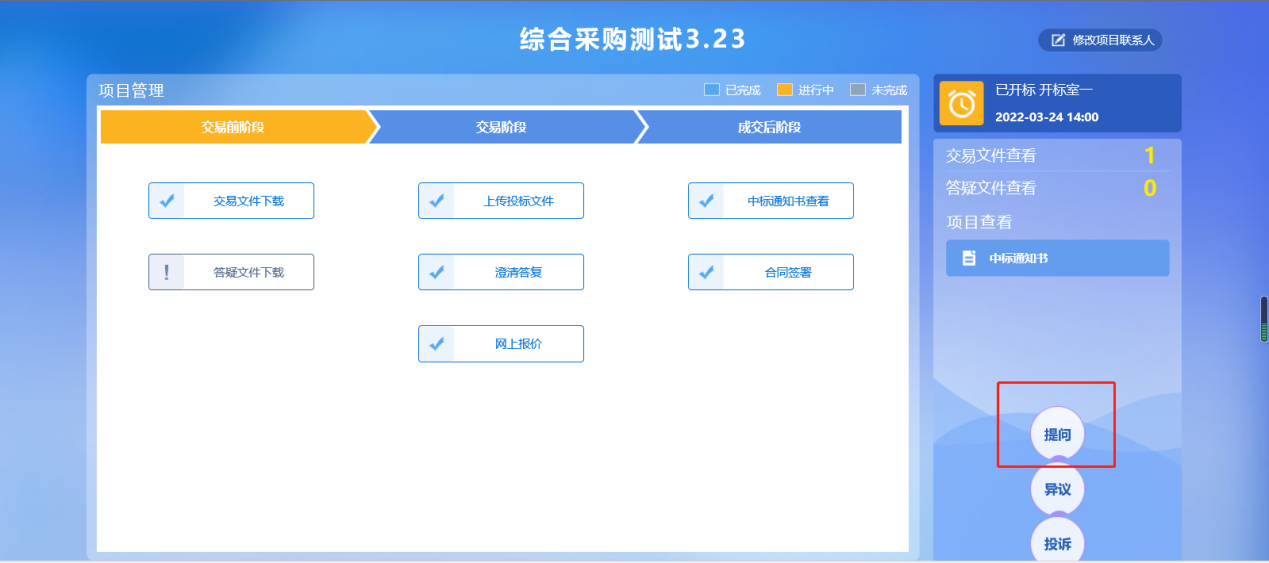 综合采购测试3.23
修改项目联系人
项目管理
已完成
进行中
未完成
交易前阶段
交易阶段
成交后阶段
交易文件下载
上传投标文件
中标通知书查看
答疑文件下载
澄清答复
合同签署
网上报价
已开标 开标室一
2022-03-24 14:00
交易文件查看 1
答疑文件查看 0
项目查看
中标通知书
提问
异议
投诉